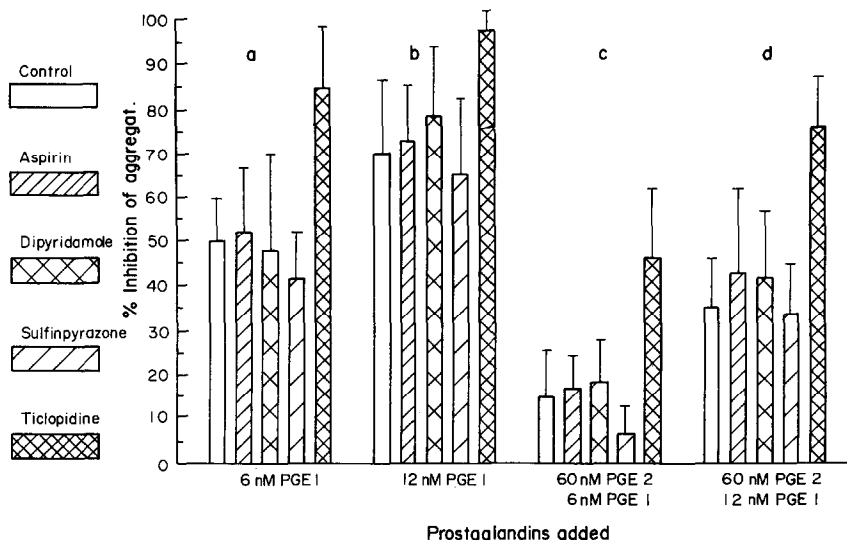 Control
Aspirin
Dipyridamole
Sulfinpyrazone
Ticlopidine
% Inhibition of aggregat.
100
90
80
70
60
50
40
30
20
10
0
a
b
c
d
6 nM PGE 1
12 nM PGE 1
60 nM PGE 2
6 nM PGE 1
60 nM PGE 2
12 nM PGE 1
Prostaglandins added